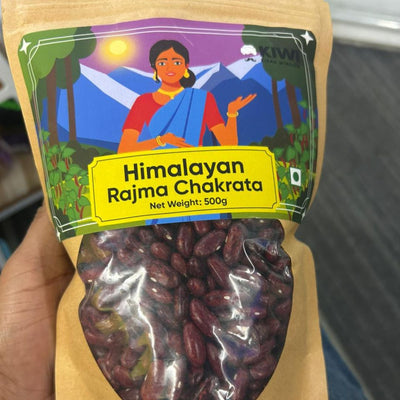 KIWI
Himalayan
Rajma Chakrata
Net Weight: 500g